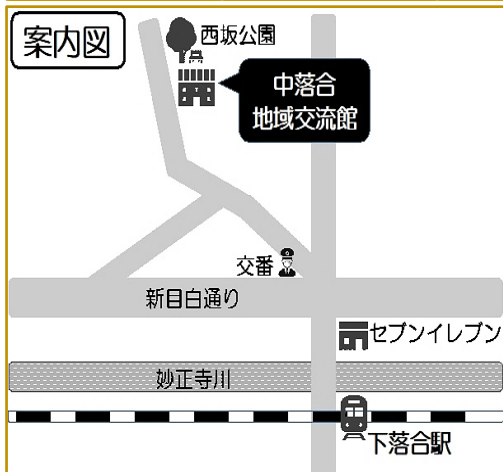 案内図
西坂公園
中落合
地域交流館
交番
新目白通り
セブンイレブン
妙正寺川
下落合駅